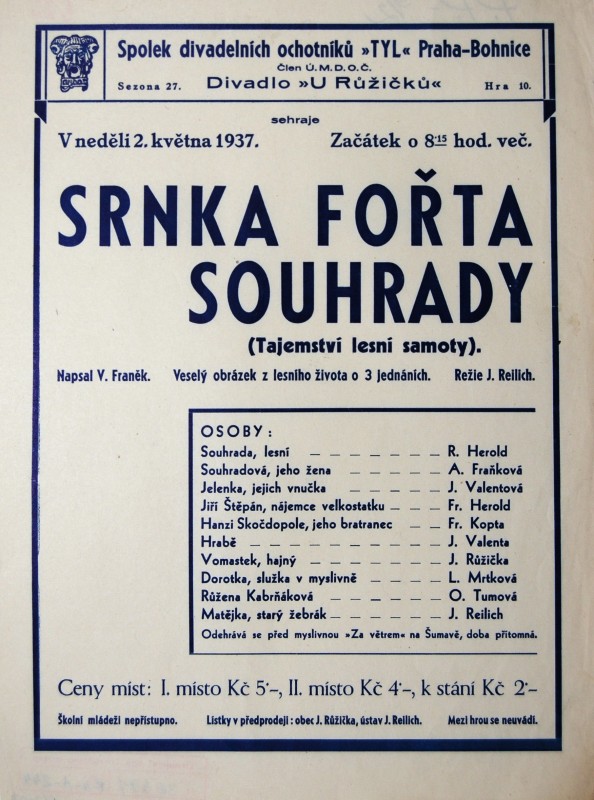 Spolek divadelních ochotníků »TYL« Praha-Bohnice
Člen Ú.M.D.O.Č.
Sezona 27. Divadlo »U Růžičků« Hra 10.
sehraje
V neděli 2. května 1937. Začátek o 8·15 hod. več.
SRNKA FOŘTA
SOUHRADY
(Tajemství lesní samoty).
Napsal V. Franěk. Veselý obrázek z lesního života o 3 jednáních. Režie J. Reilich.
OSOBY:
Souhrada, lesní — — — — — — — R. Herold
Souhradová, jeho žena — — — — — A. Fraňková
Jelenka, jejich vnučka — — — — — — J. Valentová
Jiří Štěpán, nájemce velkostatku — — — Fr. Herold
Hanzi Skočdopole, jeho bratranec — — Fr. Kopta
Hrabě — — — — — — — — — J. Valenta
Vomastek, hajný — — — — — — — J. Růžička
Dorotka, služka v myslivně — — — — L. Mrtková
Růžena Kabrňáková — — — — — — O. Tumová
Matějka, starý žebrák — — — — — — J. Reilich
Odehrává se před myslivnou »Za větrem« na Šumavě, doba přítomná.
Ceny míst: I. místo Kč 5·–, II. místo Kč 4·–, k stání Kč 2·–
Školní mládeži nepřístupno. Lístky v předprodeji: obec J. Růžička, ústav J. Reilich. Mezi hrou se neuvádí.